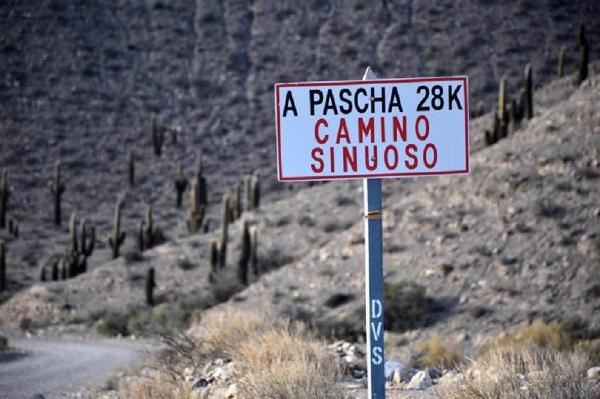 A PASCHA 28K
CAMINO
SINUOSO
DVS